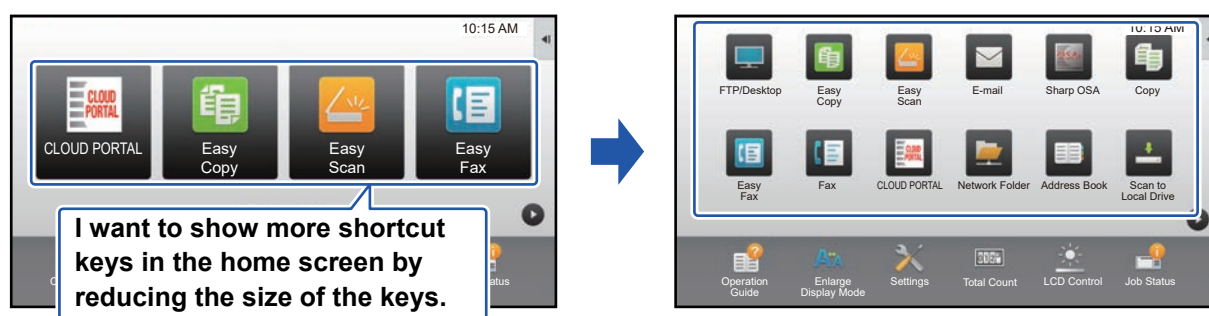 10:15 AM
CLOUD
PORTAL
CLOUD PORTAL
Easy
Copy
Easy
Scan
Easy
Fax
I want to show more shortcut
keys in the home screen by
reducing the size of the keys.
10:15 AM
FTP/Desktop
Easy
Copy
Easy
Scan
E-mail
Sharp OSA
Copy
Easy
Fax
Fax
CLOUD
PORTAL
CLOUD PORTAL
Network Folder
Address Book
Scan to
Local Drive
Operation
Guide
Enlarge
Display Mode
Settings
Total Count
LCD Control
Job Status